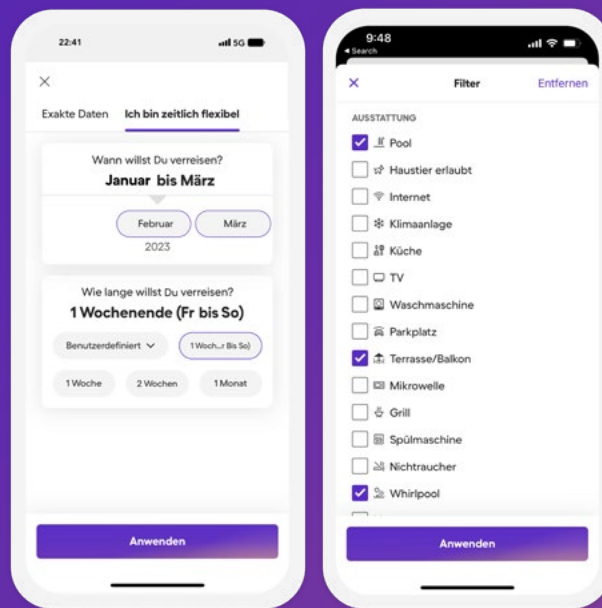 22:41
5G
Exakte Daten Ich bin zeitlich flexibel
Wann willst Du verreisen?
Januar bis März
Februar März
2023
Wie lange willst Du verreisen?
1 Wochenende (Fr bis So)
Benutzerdefiniert 1 Woch...r Bis So)
1 Woche 2 Wochen 1 Monat
Anwenden
9:48
Search
Filter Entfernen
AUSSTATTUNG
Pool
Haustier erlaubt
Internet
Klimaanlage
Küche
TV
Waschmaschine
Parkplatz
Terrasse/Balkon
Mikrowelle
Grill
Spülmaschine
Nichtraucher
Whirlpool
Anwenden